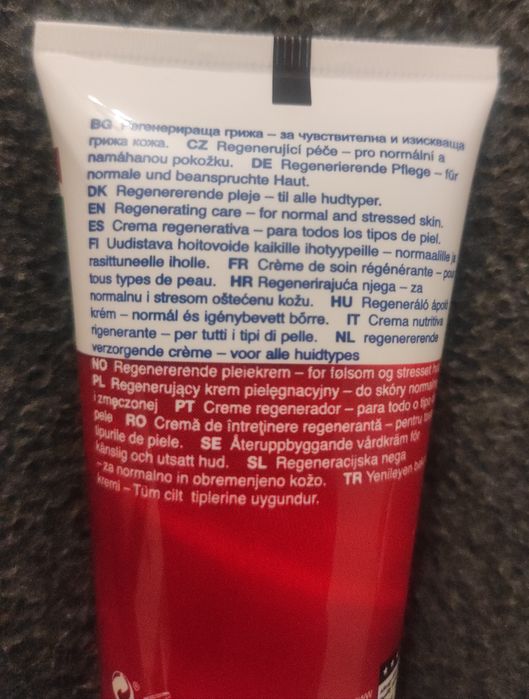 BG Регенерираща грижа – за чувствителна и изискваща
грижа кожа. CZ Regenerující péče – pro normální a
namáhanou pokožku. DE Regenerierende Pflege – für
normale und beanspruchte Haut.
DK Regenererende pleje – til alle hudtyper.
EN Regenerating care – for normal and stressed skin.
ES Crema regenerativa – para todos los tipos de piel.
FI Uudistava hoitovoide kaikille ihotyypeille – normaalille ja
rasittuneelle iholle. FR Crème de soin régénérante – pour
tous types de peau. HR Regenerirajuća njega – za
normalnu i stresom oštećenu kožu. HU Regeneráló ápoló
krém – normál és igénybevett bőrre. IT Crema nutritiva
rigenerante – per tutti i tipi di pelle. NL regenererende
verzorgende crème – voor alle huidtypes
NO Regenererende pleiekrem – for følsom og stresset
PL Regenerujący krem pielęgnacyjny – do skóry
i zmęczonej PT Creme regenerador – para todo o tipo
pele RO Cremă de întreţinere regenerantă – pentru
tipurile de piele. SE Återuppbyggande vårdkräm för
känslig och utsatt hud. SL Regeneracijska nega
– za normalno in obremenjeno kožo. TR Yenileyen
kremi – Tüm cilt tiplerine uygundur.